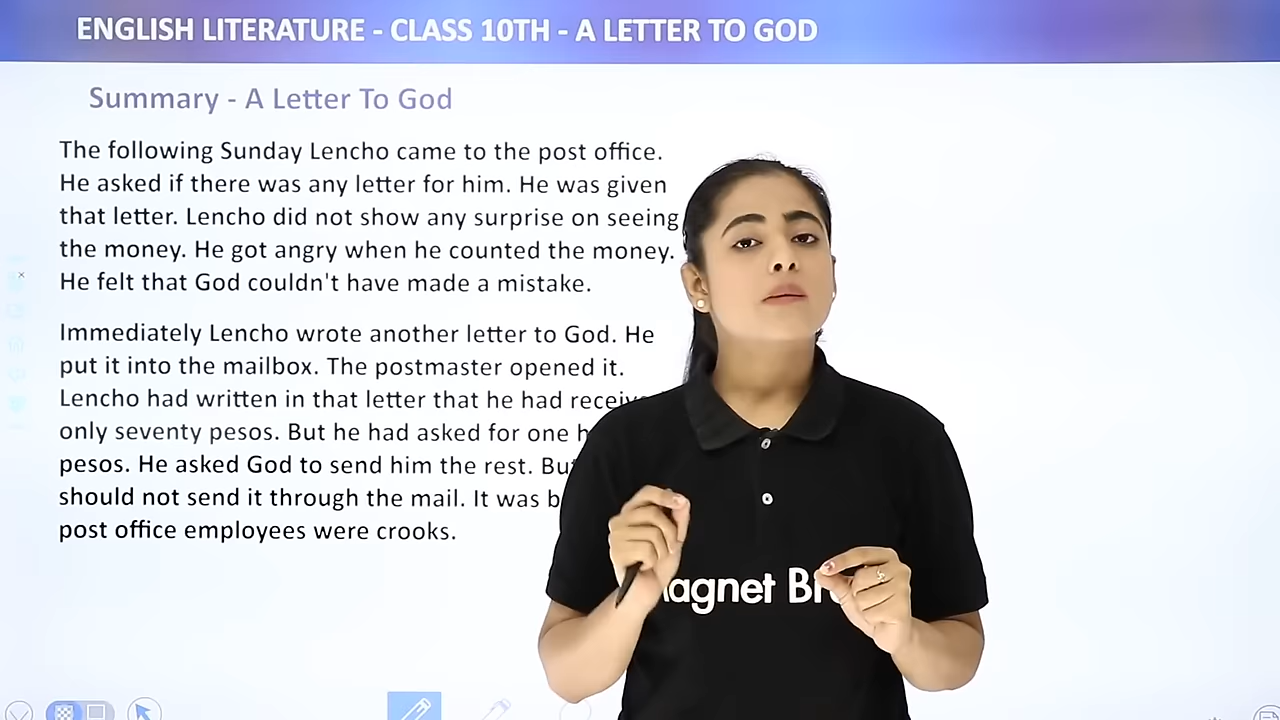 ENGLISH LITERATURE - CLASS 10TH - A LETTER TO GOD
Summary - A Letter To God
The following Sunday Lencho came to the post office.
He asked if there was any letter for him. He was given
that letter. Lencho did not show any surprise on seeing
the money. He got angry when he counted the money.
He felt that God couldn't have made a mistake.
Immediately Lencho wrote another letter to God. He
put it into the mailbox. The postmaster opened it.
Lencho had written in that letter that he had
only seventy pesos. But he had asked for one
pesos. He asked God to send him the rest.
should not send it through the mail. It was
post office employees were crooks.
agnet